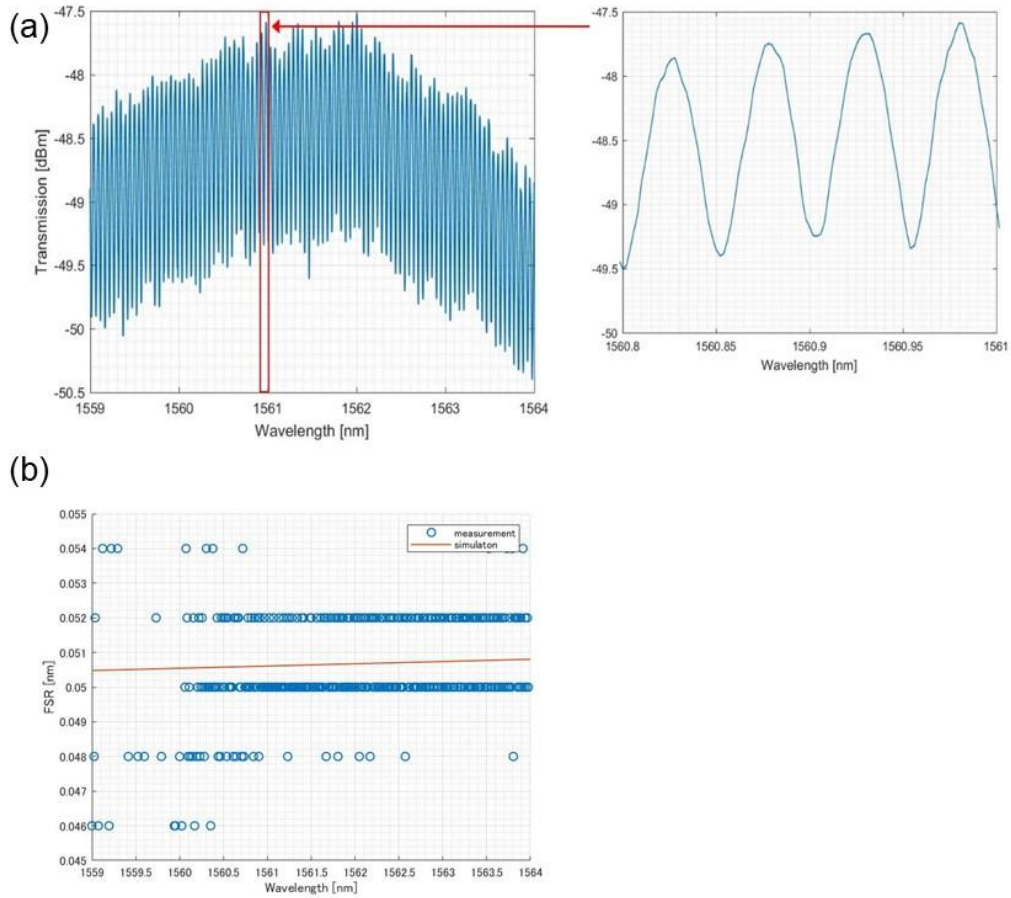 (a)
-47.5
-48
-48.5
-49
-49.5
-50
-50.5
Transmission [dBm]
1559 1560 1561 1562 1563 1564
Wavelength [nm]
-47.5
-48
-48.5
-49
-49.5
-50
1560.8 1560.85 1560.9 1560.95 1561
Wavelength [nm]
(b)
0.055
0.054
0.053
0.052
0.051
0.05
0.049
0.048
0.047
0.046
0.045
FSR [nm]
measurement
simulaton
1559 1559.5 1560 1560.5 1561 1561.5 1562 1562.5 1563 1563.5 1564
Wavelength [nm]